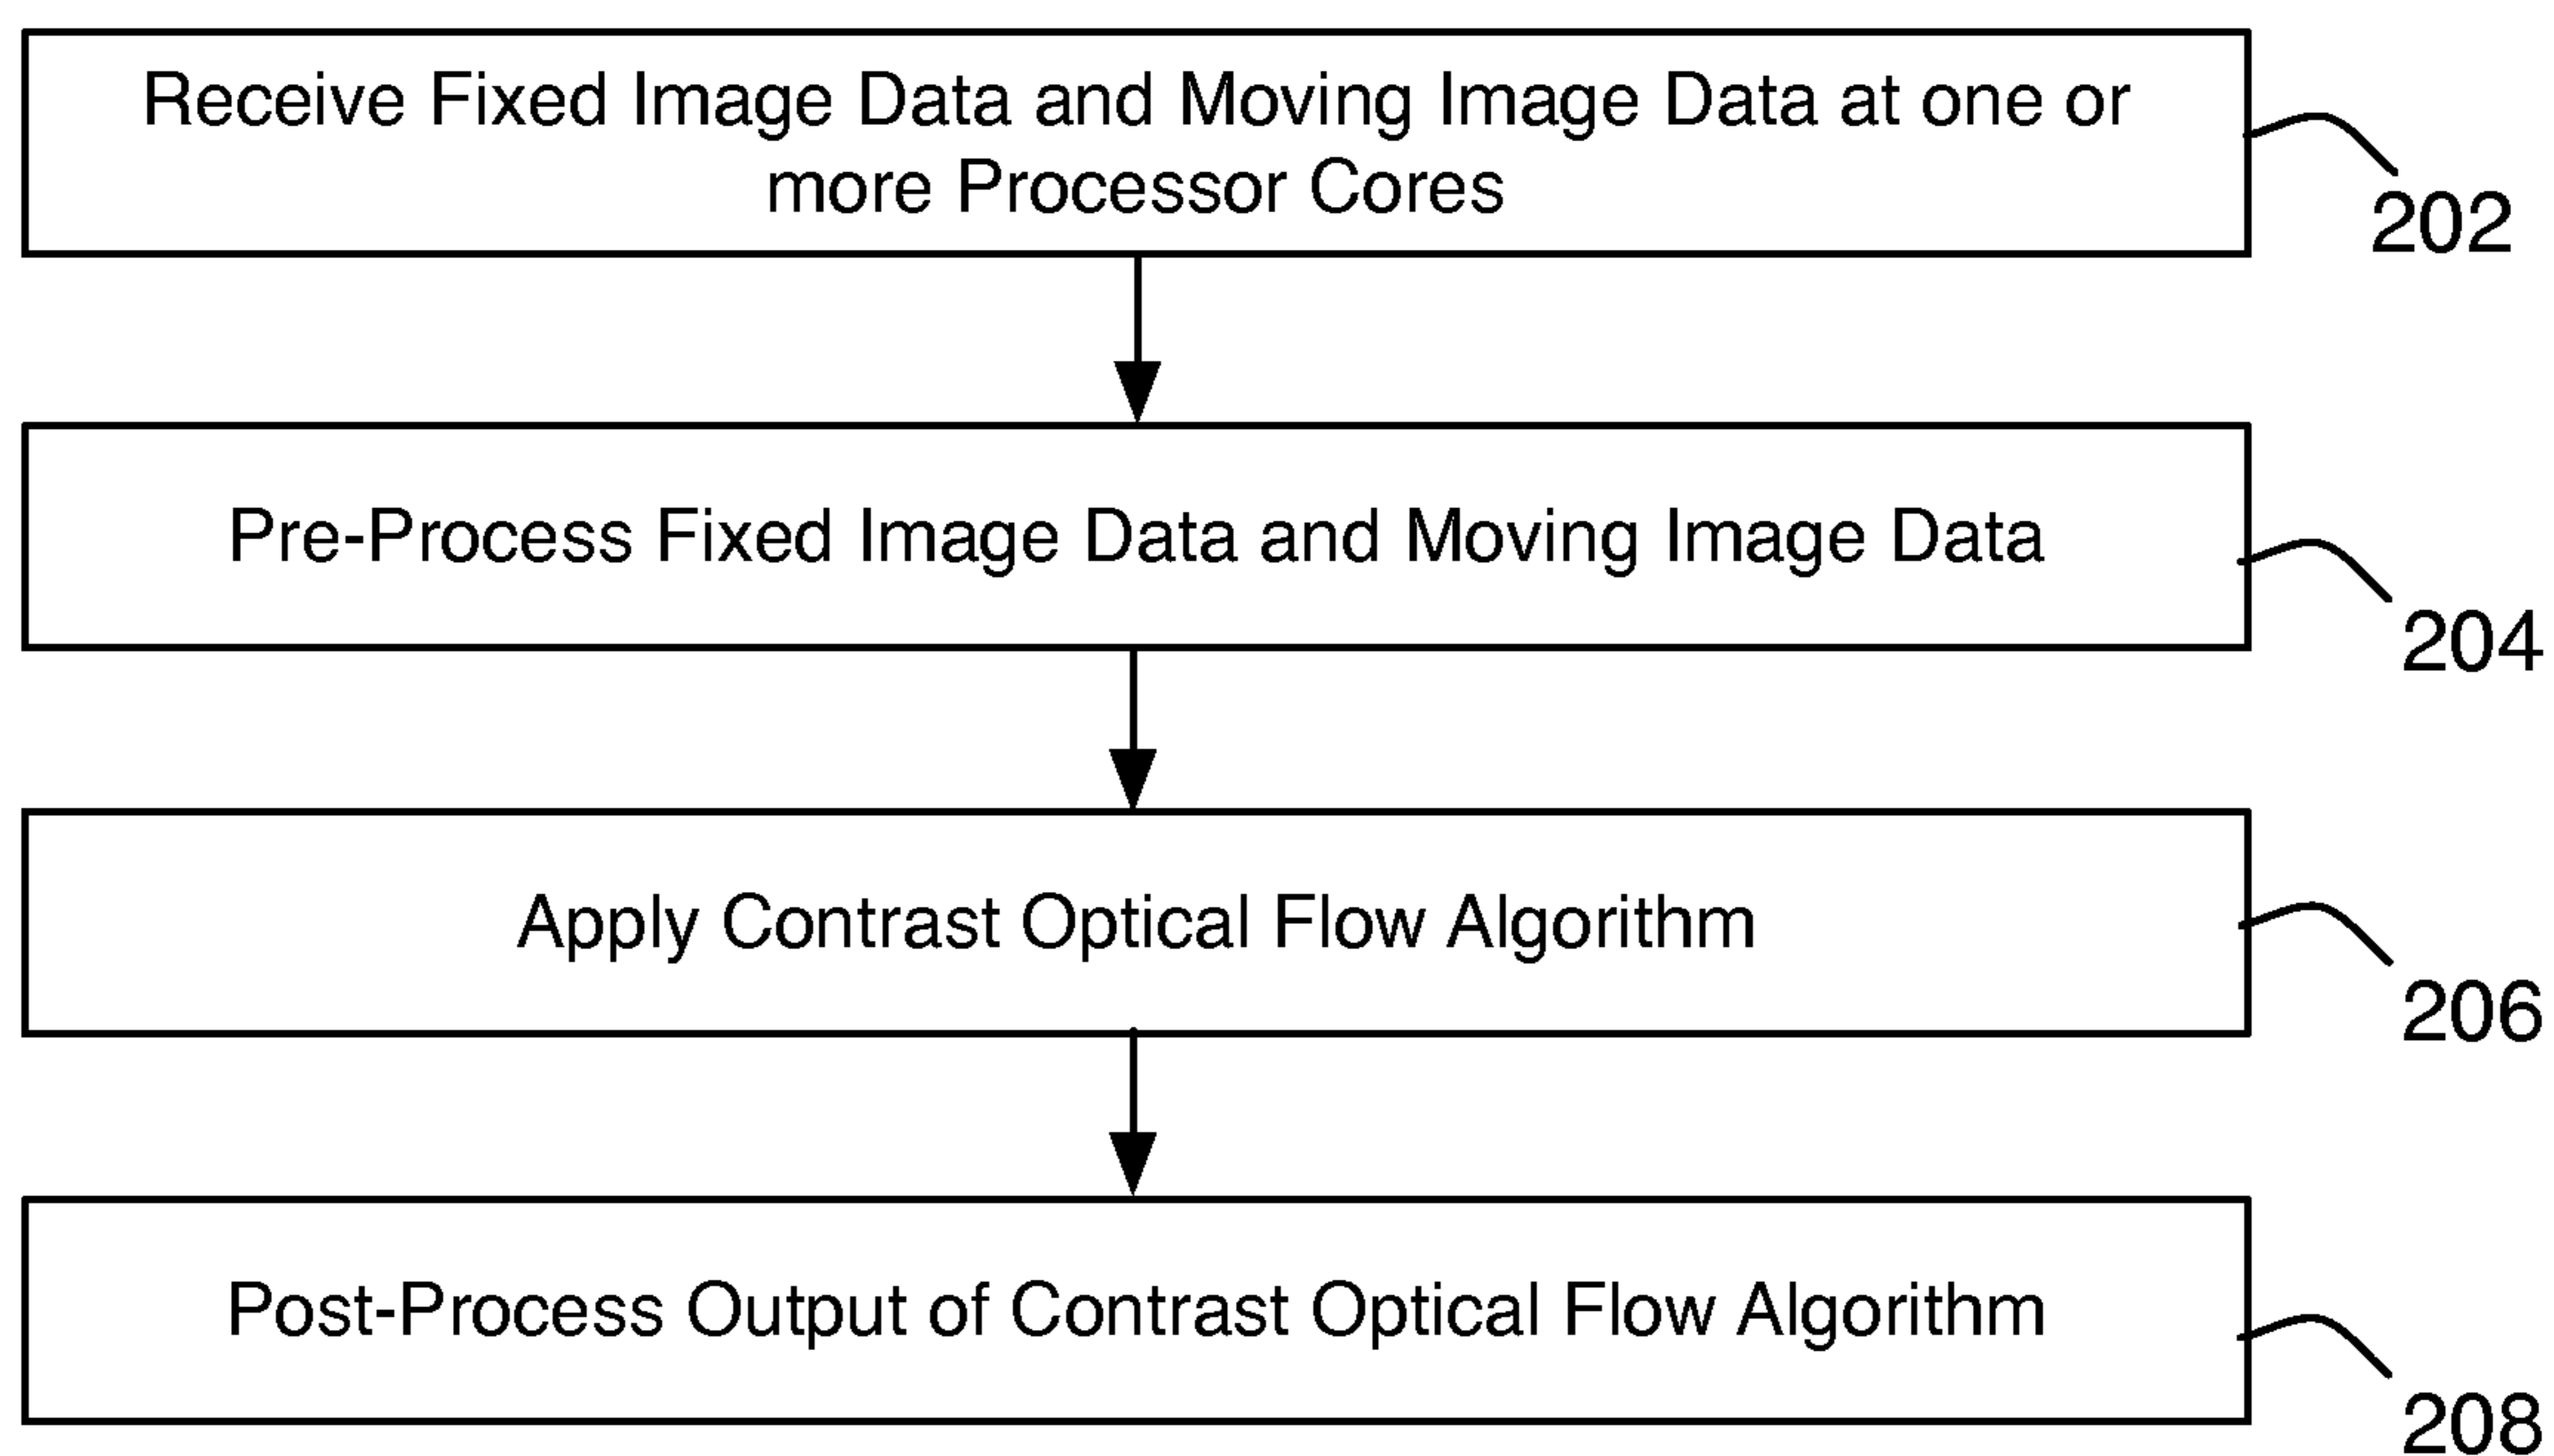 Receive Fixed Image Data and Moving Image Data at one or
more Processor Cores
202
Pre-Process Fixed Image Data and Moving Image Data
204
Apply Contrast Optical Flow Algorithm
206
Post-Process Output of Contrast Optical Flow Algorithm
208